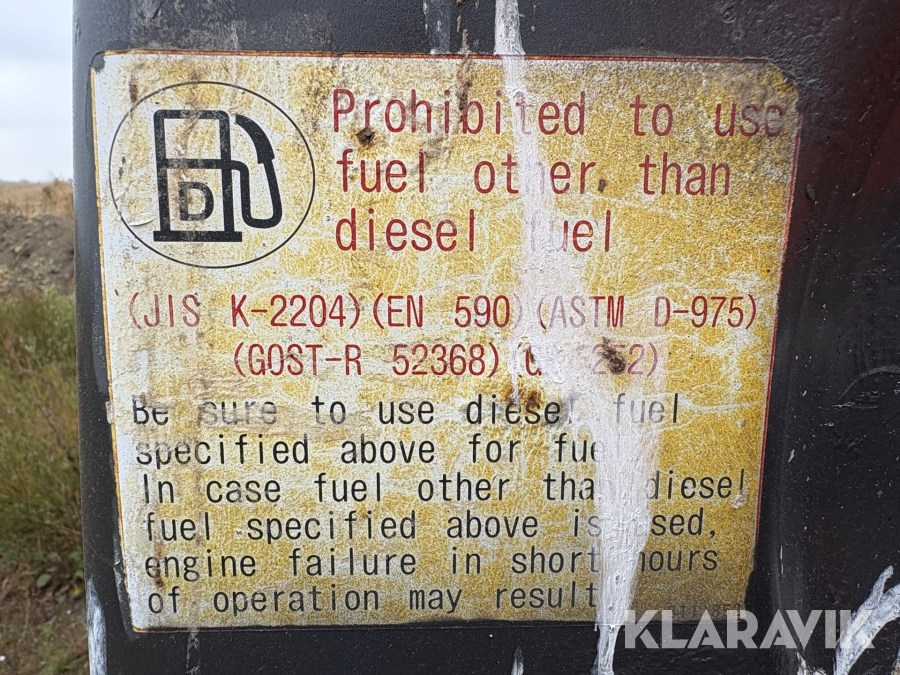 D
Prohibited to use
fuel other than
diesel fuel
(JIS K-2204)(EN 590)(ASTM D-975)
(GOST-R 52368)
Be sure to use diesel fuel
specified above for fuel
In case fuel other than diesel
fuel specified above is used,
engine failure in short hours
of operation may result
KLARAVIK